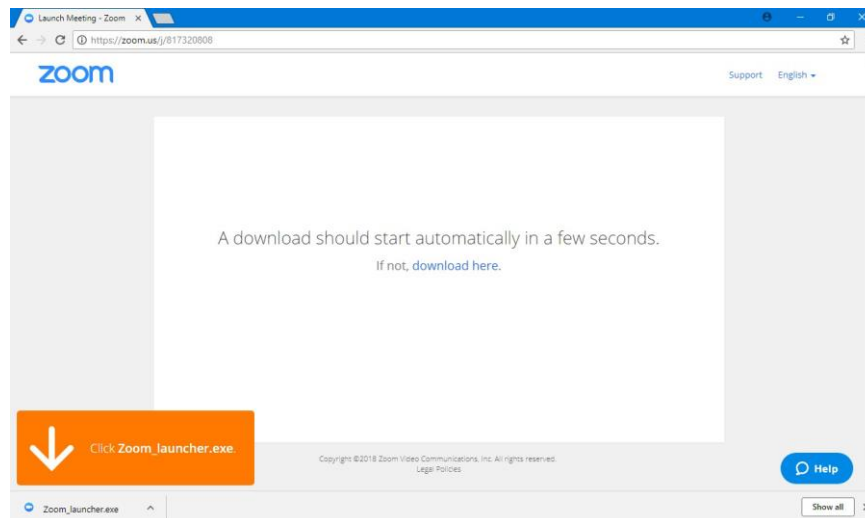 Launch Meeting - Zoom
https://zoom.us/j/817320808
zoom
Support English
A download should start automatically in a few seconds.
If not, download here.
Click Zoom_launcher.exe.
Copyright ©2018 Zoom Video Communications, Inc. All rights reserved.
Legal Policies
Help
Zoom_launcher.exe
Show all